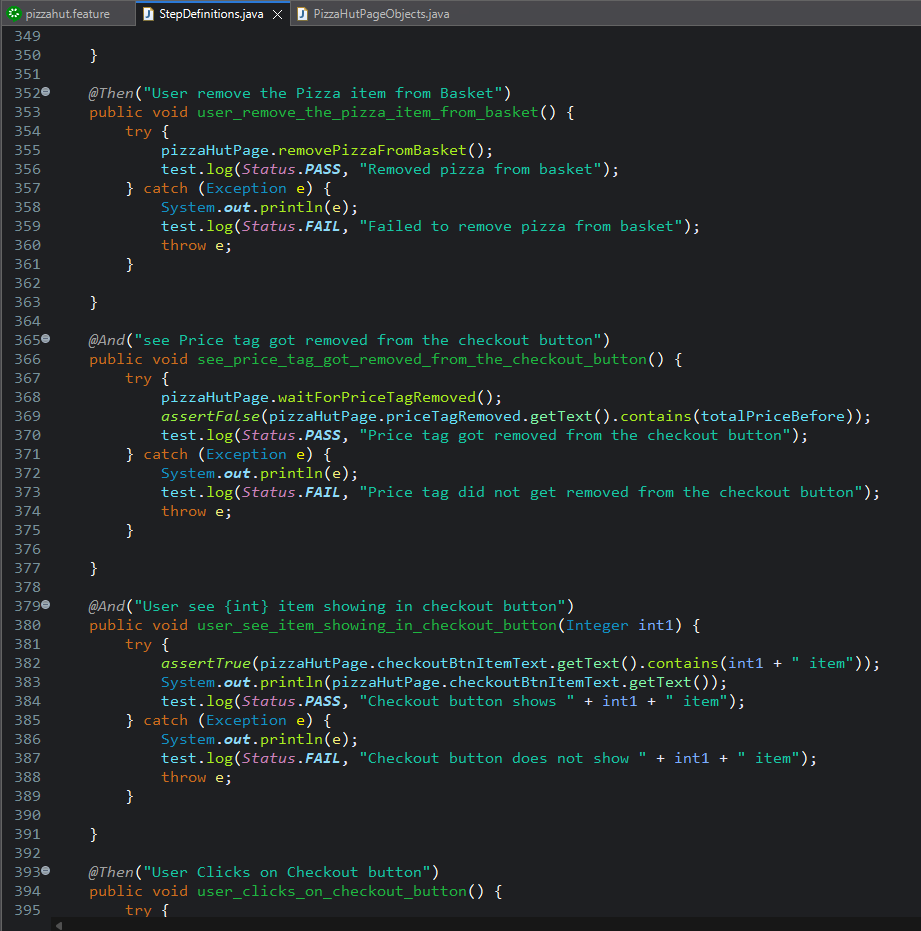 pizzahut.feature StepDefinitions.java PizzaHutPageObjects.java
349
350     }
351
352     @Then("User remove the Pizza item from Basket")
353     public void user_remove_the_pizza_item_from_basket() {
354         try {
355             pizzaHutPage.removePizzaFromBasket();
356             test.log(Status.PASS, "Removed pizza from basket");
357         } catch (Exception e) {
358             System.out.println(e);
359             test.log(Status.FAIL, "Failed to remove pizza from basket");
360             throw e;
361         }
362
363     }
364
365     @And("see Price tag got removed from the checkout button")
366     public void see_price_tag_got_removed_from_the_checkout_button() {
367         try {
368             pizzaHutPage.waitForPriceTagRemoved();
369             assertFalse(pizzaHutPage.priceTagRemoved.getText().contains(totalPriceBefore));
370             test.log(Status.PASS, "Price tag got removed from the checkout button");
371         } catch (Exception e) {
372             System.out.println(e);
373             test.log(Status.FAIL, "Price tag did not get removed from the checkout button");
374             throw e;
375         }
376
377     }
378
379     @And("User see {int} item showing in checkout button")
380     public void user_see_item_showing_in_checkout_button(Integer int1) {
381         try {
382             assertTrue(pizzaHutPage.checkoutBtnItemText.getText().contains(int1 + " item"));
383             System.out.println(pizzaHutPage.checkoutBtnItemText.getText());
384             test.log(Status.PASS, "Checkout button shows " + int1 + " item");
385         } catch (Exception e) {
386             System.out.println(e);
387             test.log(Status.FAIL, "Checkout button does not show " + int1 + " item");
388             throw e;
389         }
390
391     }
392
393     @Then("User Clicks on Checkout button")
394     public void user_clicks_on_checkout_button() {
395         try {